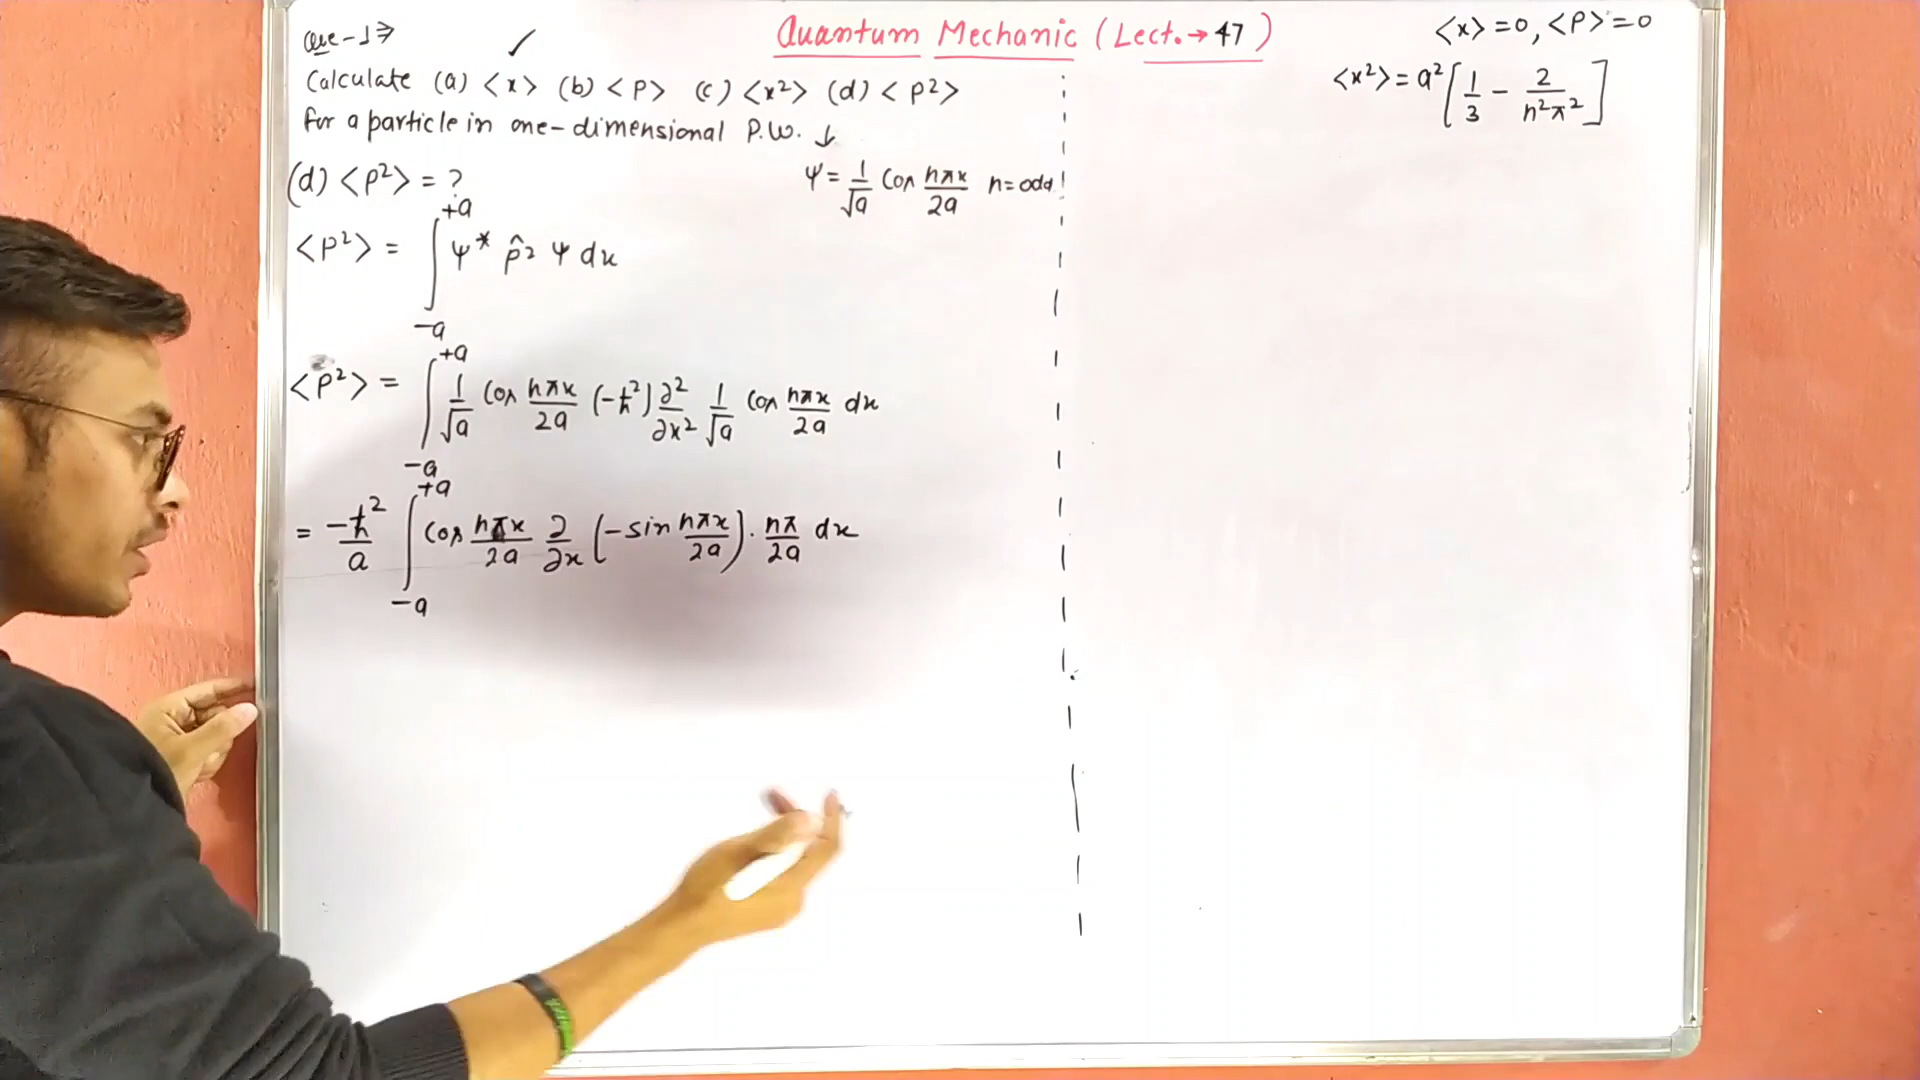 Quantum Mechanic (Lect.→47)
Que-1⇒ ✓
Calculate (a) <x> (b) <P> (c) <x²> (d) <P²>
for a particle in one-dimensional P.W. ↓
(d) <P²> = ?
ψ = 1/√a Cos nπx/2a n=odd
<P²> = ∫_{-a}^{+a} ψ* p̂² ψ dx
<P²> = ∫_{-a}^{+a} 1/√a Cos nπx/2a (-ħ²) ∂²/∂x² 1/√a Cos nπx/2a dx
= -ħ²/a ∫_{-a}^{+a} Cos nπx/2a ∂/∂x (-sin nπx/2a) · nπ/2a dx
<x> = 0, <P> = 0
<x²> = a² [1/3 - 2/n²π²]